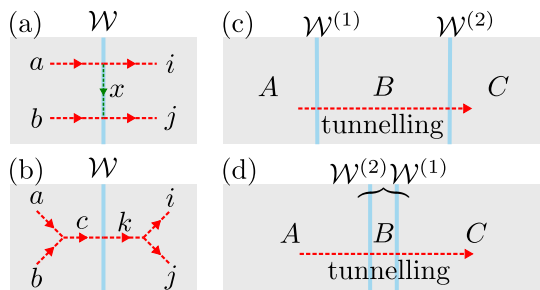 (a) 𝒲
a i
x
b j
(b) 𝒲
a i
c k
b j
(c) 𝒲⁽¹⁾ 𝒲⁽²⁾
A B C
tunnelling
(d) 𝒲⁽²⁾𝒲⁽¹⁾
A B C
tunnelling